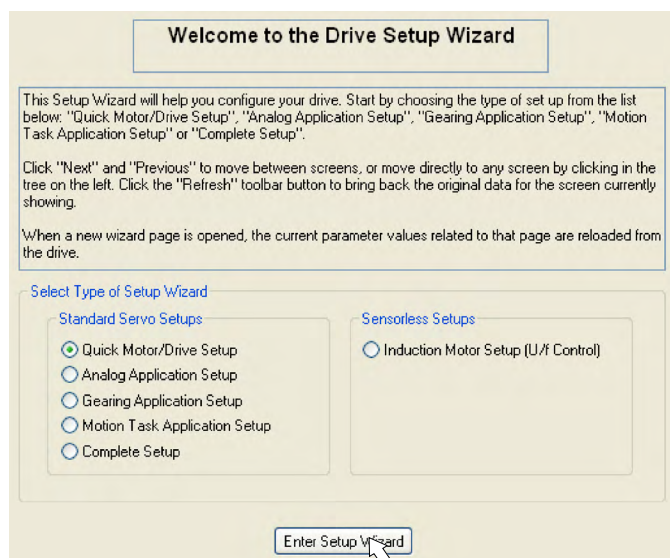 Welcome to the Drive Setup Wizard
This Setup Wizard will help you configure your drive. Start by choosing the type of set up from the list
below: "Quick Motor/Drive Setup", "Analog Application Setup", "Gearing Application Setup", "Motion
Task Application Setup" or "Complete Setup".
Click "Next" and "Previous" to move between screens, or move directly to any screen by clicking in the
tree on the left. Click the "Refresh" toolbar button to bring back the original data for the screen currently
showing.
When a new wizard page is opened, the current parameter values related to that page are reloaded from
the drive.
Select Type of Setup Wizard
Standard Servo Setups
Quick Motor/Drive Setup
Analog Application Setup
Gearing Application Setup
Motion Task Application Setup
Complete Setup
Sensorless Setups
Induction Motor Setup (U/f Control)
Enter Setup Wizard